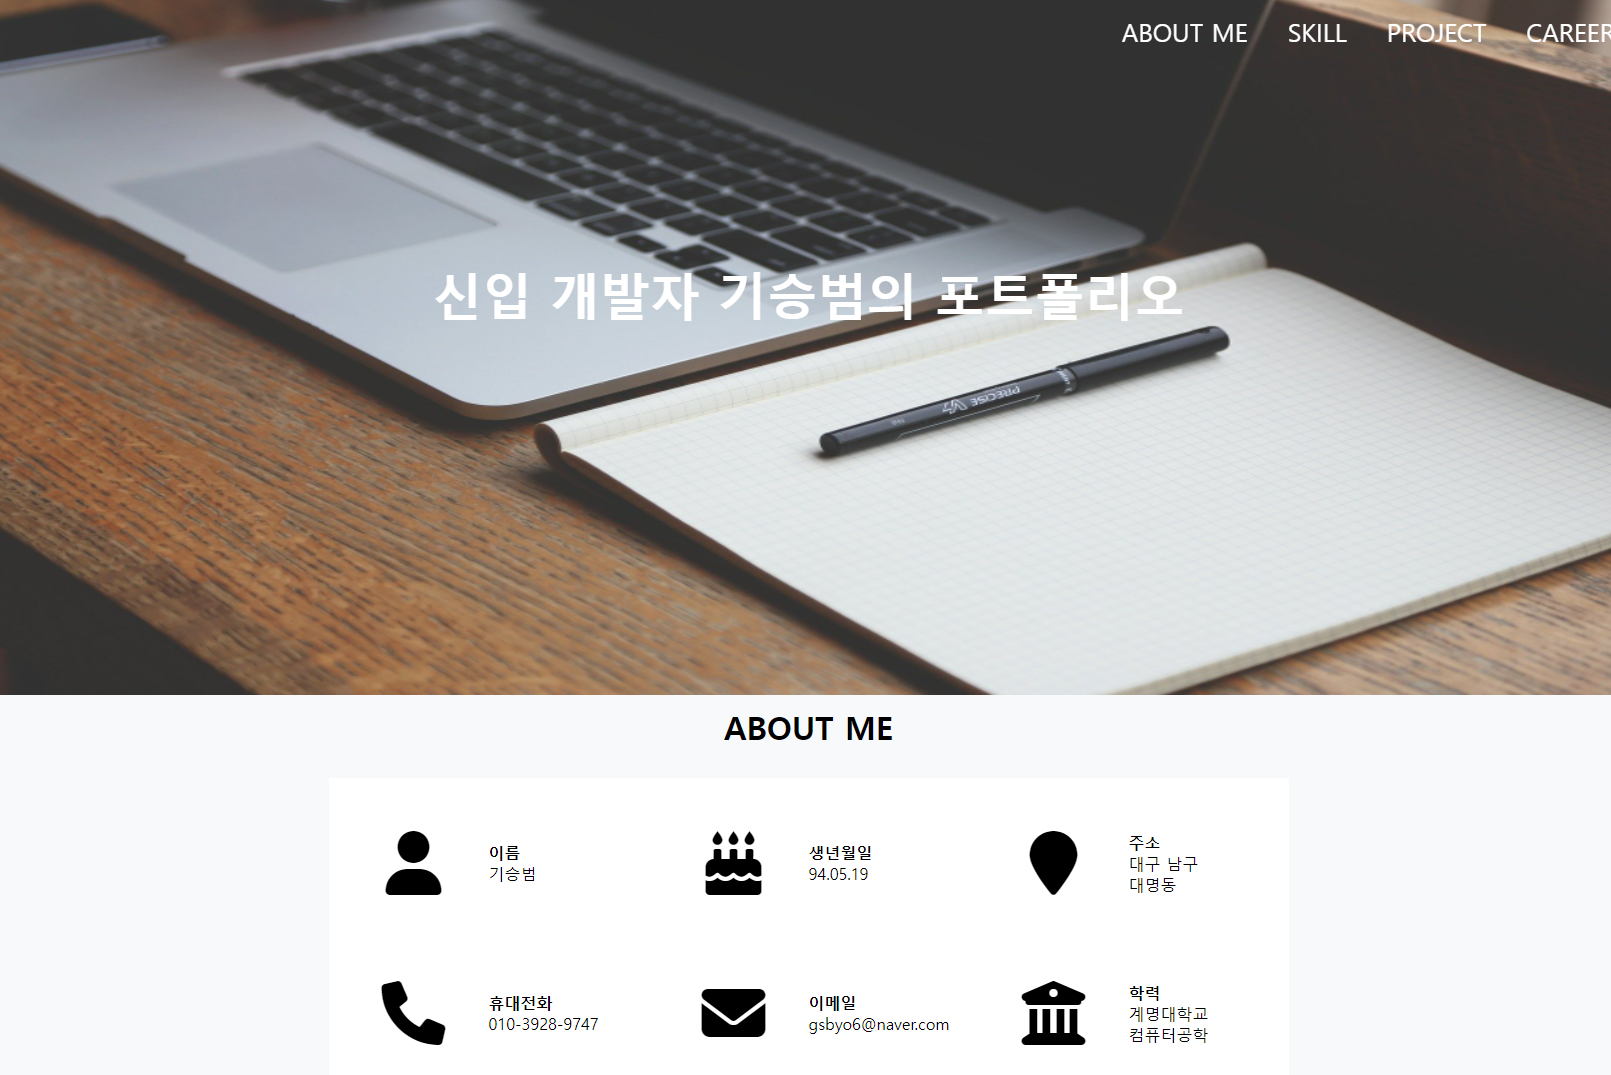 ABOUT ME SKILL PROJECT CAREER
신입 개발자 기승범의 포트폴리오
PRECISE V7
ABOUT ME
이름
기승범
생년월일
94.05.19
주소
대구 남구
대명동
휴대전화
010-3928-9747
이메일
gsbyo6@naver.com
학력
계명대학교
컴퓨터공학